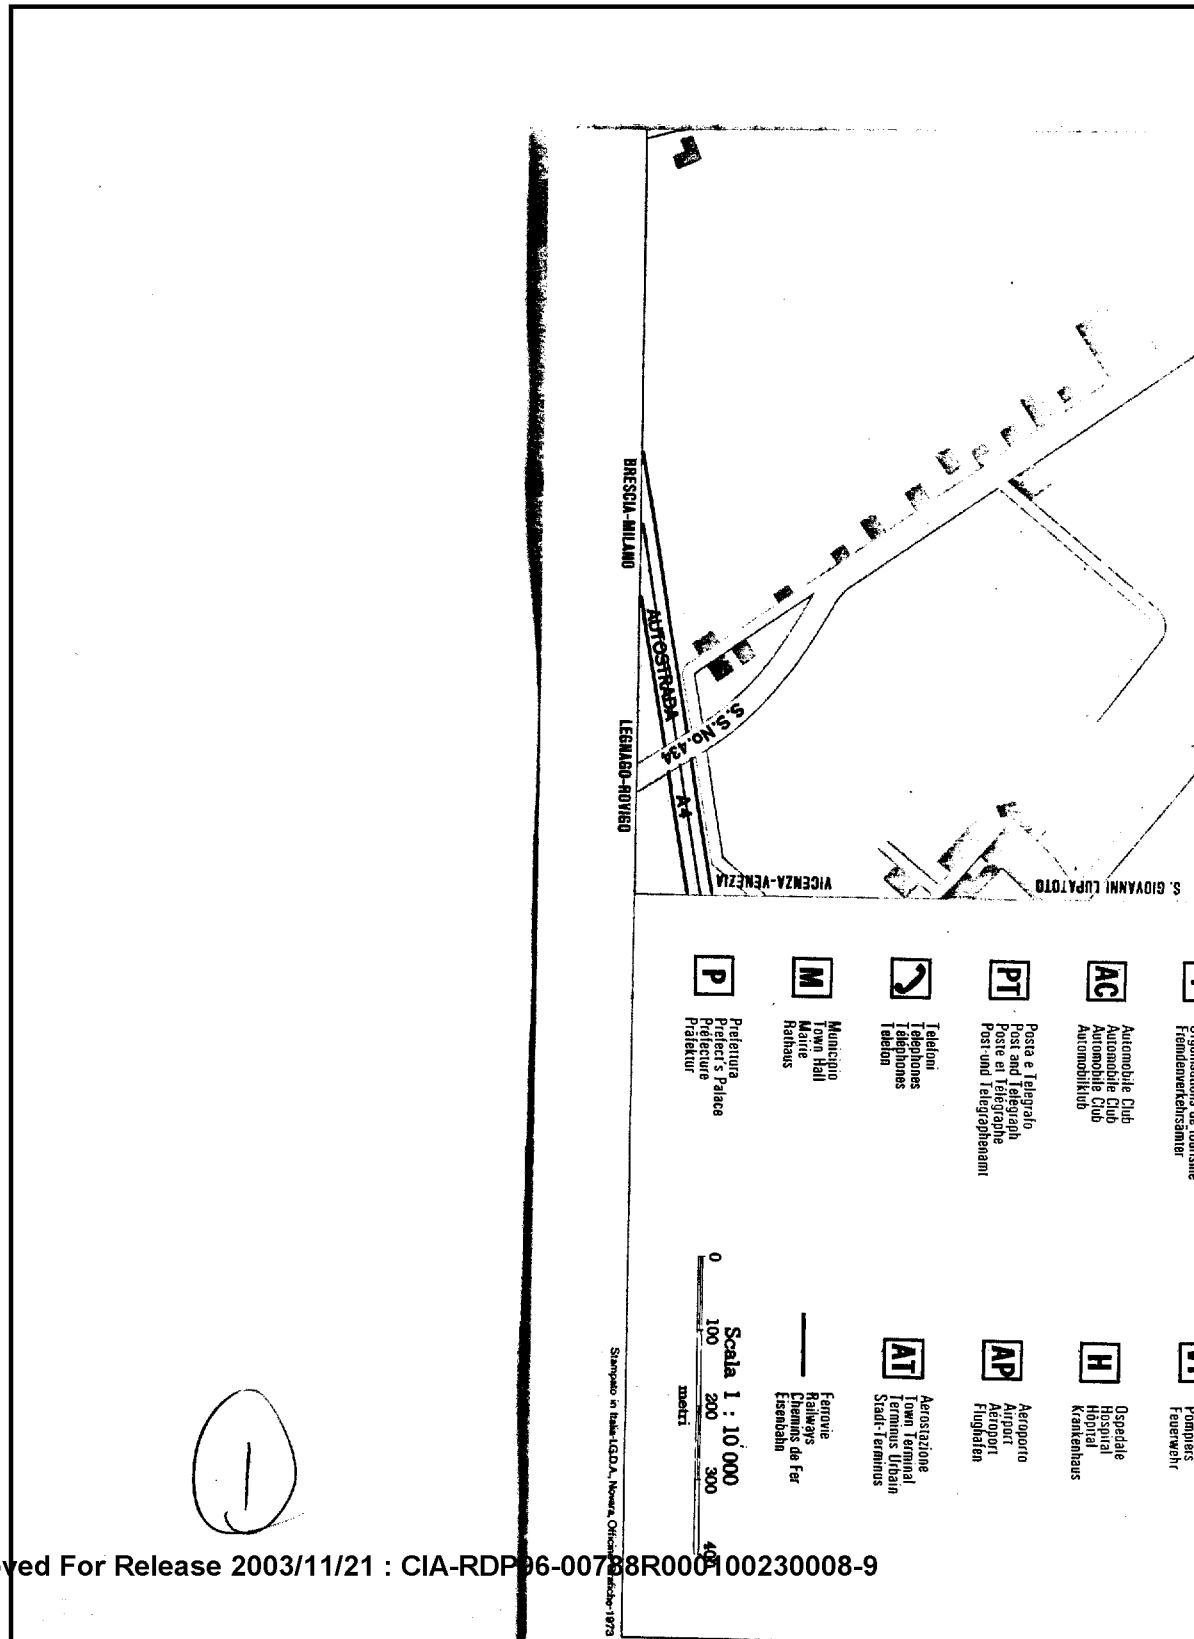 BRESCIA-MILANO
AUTOSTRADA
A4
S.S.No.434
LEGNAGO-ROVIGO
VICENZA-VENEZIA
S. GIOVANNI LUPATOTO
Fremdenverkehrsämter
AC
Automobile Club
Automobile Club
Automobile Club
Automobilklub
PT
Posta e Telegrafo
Post and Telegraph
Poste et Télégraphe
Post-und Telegraphenamt
Telefoni
Telephones
Téléphones
Telefon
M
Municipio
Town Hall
Mairie
Rathaus
P
Prefettura
Prefect's Palace
Préfecture
Präfektur
Pompiers
Feuerwehr
H
Ospedale
Hospital
Hôpital
Krankenhaus
AP
Aeroporto
Airport
Aéroport
Flughafen
AT
Aerostazione
Town Terminal
Terminus Urbain
Stadt-Terminus
Ferrovie
Railways
Chemins de Fer
Eisenbahn
Scala 1 : 10 000
0 100 200 300 400
metri
Stampato in Italia-I.G.D.A., Novara, Officine Grafiche-1973
1
ved For Release 2003/11/21 : CIA-RDP96-00788R000100230008-9